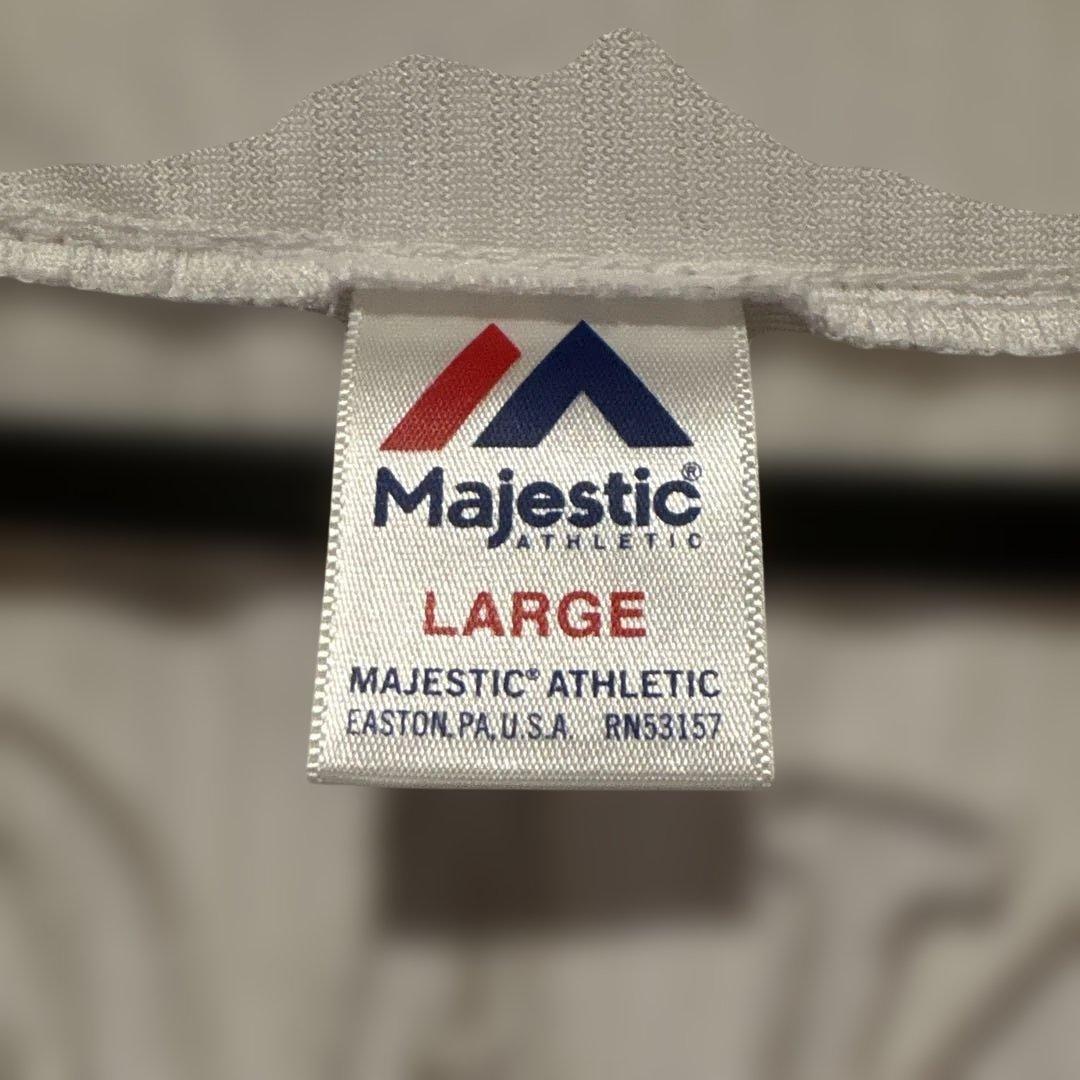 Majestic®
ATHLETIC
LARGE
MAJESTIC® ATHLETIC
EASTON, PA, U.S.A. RN53157